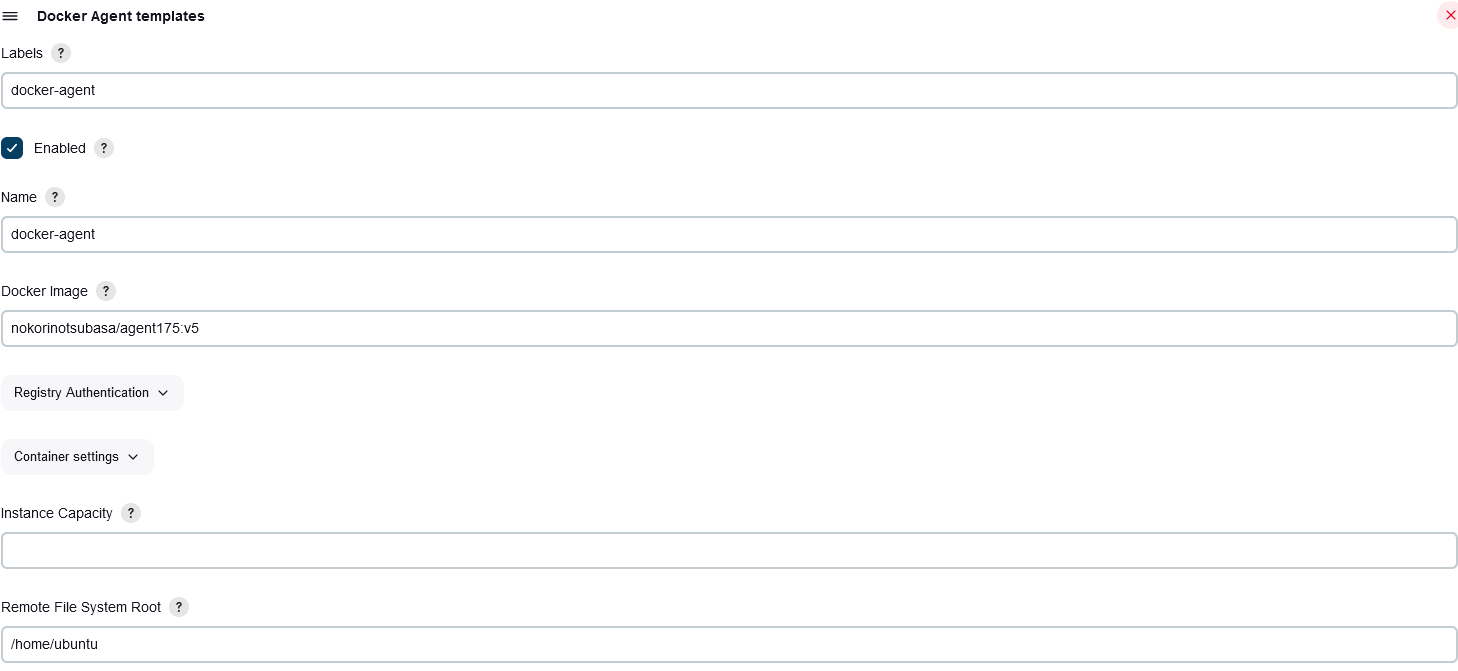 Docker Agent templates
Labels ?
docker-agent
Enabled ?
Name ?
docker-agent
Docker Image ?
nokorinotsubasa/agent175:v5
Registry Authentication
Container settings
Instance Capacity ?
Remote File System Root ?
/home/ubuntu